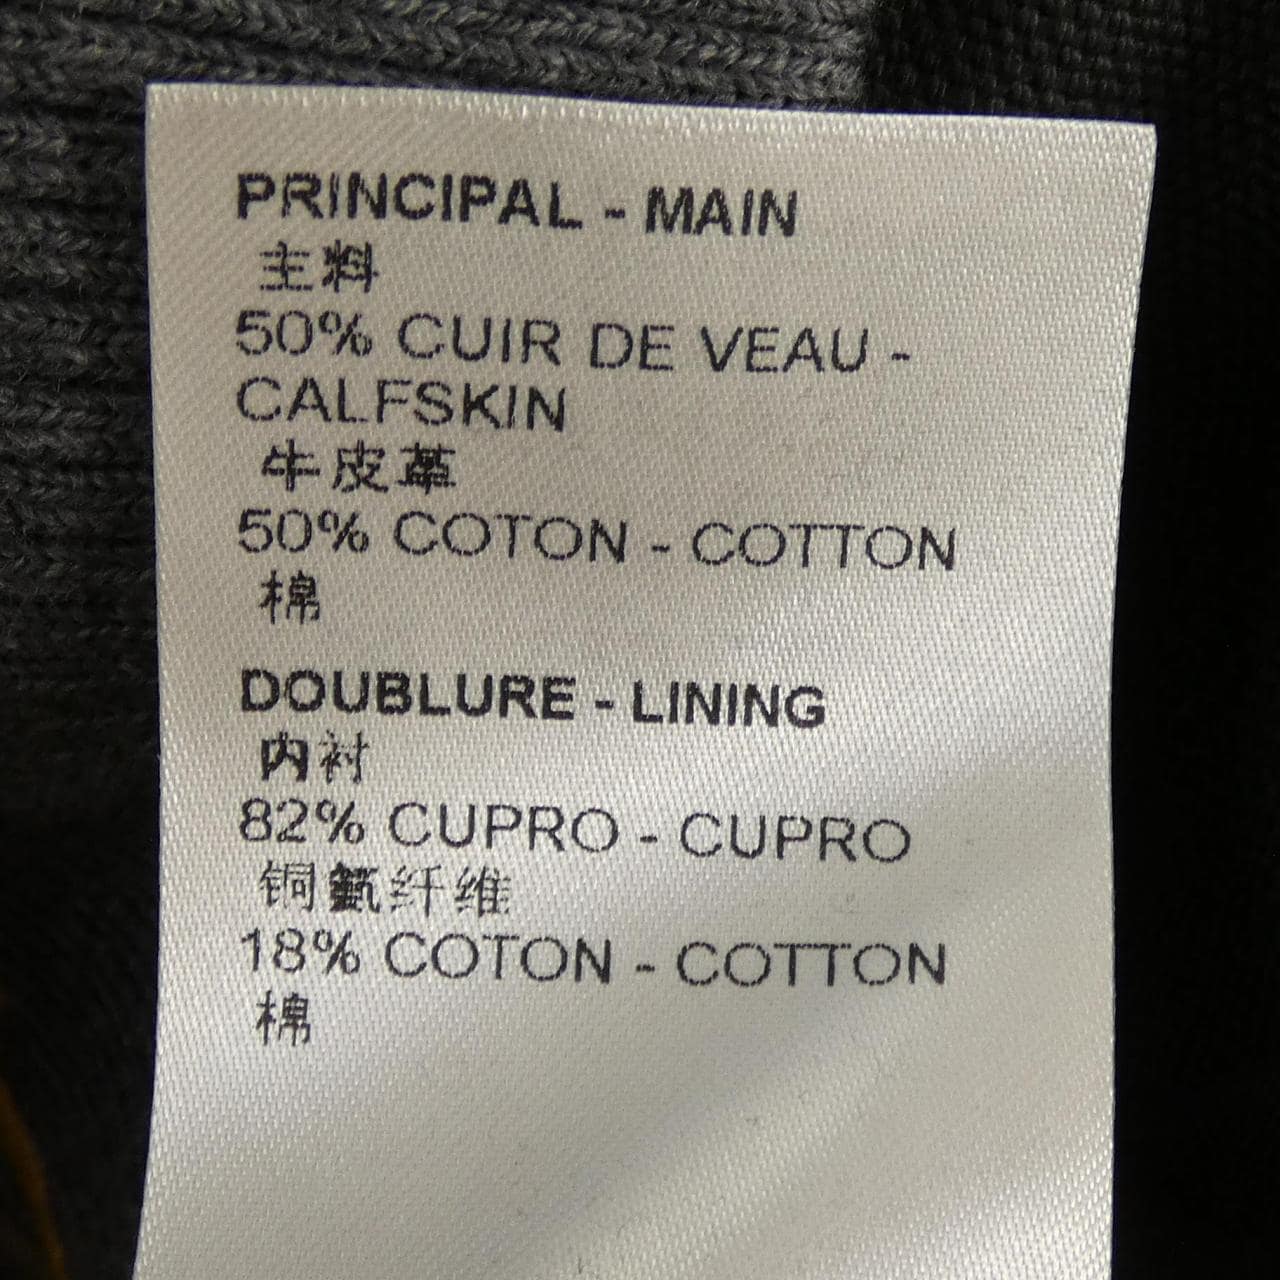 PRINCIPAL - MAIN
主料
50% CUIR DE VEAU -
CALFSKIN
牛皮革
50% COTON - COTTON
棉
DOUBLURE - LINING
内衬
82% CUPRO - CUPRO
铜氨纤维
18% COTON - COTTON
棉